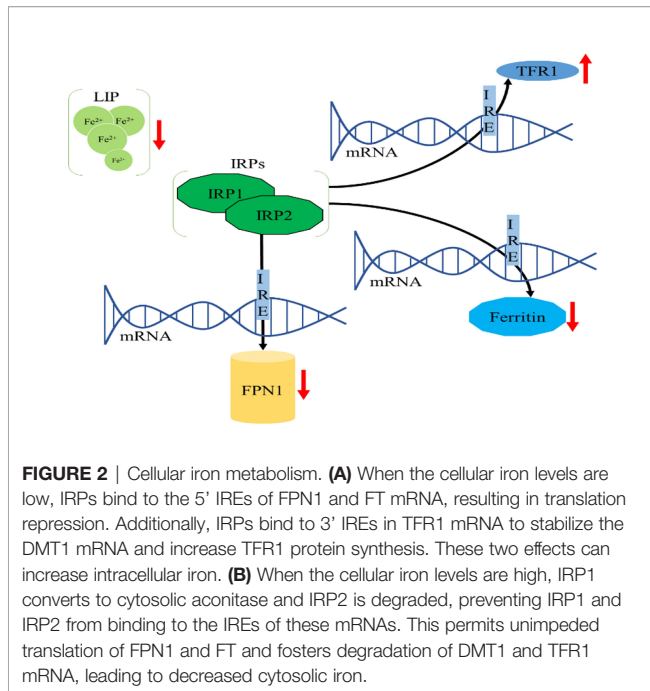 LIP
Fe²⁺ Fe²⁺
Fe²⁺
Fe²⁺
TFR1
IRE
mRNA
IRPs
IRP1
IRP2
IRE
mRNA
Ferritin
IRE
mRNA
FPN1
FIGURE 2 | Cellular iron metabolism. (A) When the cellular iron levels are
low, IRPs bind to the 5’ IREs of FPN1 and FT mRNA, resulting in translation
repression. Additionally, IRPs bind to 3’ IREs in TFR1 mRNA to stabilize the
DMT1 mRNA and increase TFR1 protein synthesis. These two effects can
increase intracellular iron. (B) When the cellular iron levels are high, IRP1
converts to cytosolic aconitase and IRP2 is degraded, preventing IRP1 and
IRP2 from binding to the IREs of these mRNAs. This permits unimpeded
translation of FPN1 and FT and fosters degradation of DMT1 and TFR1
mRNA, leading to decreased cytosolic iron.